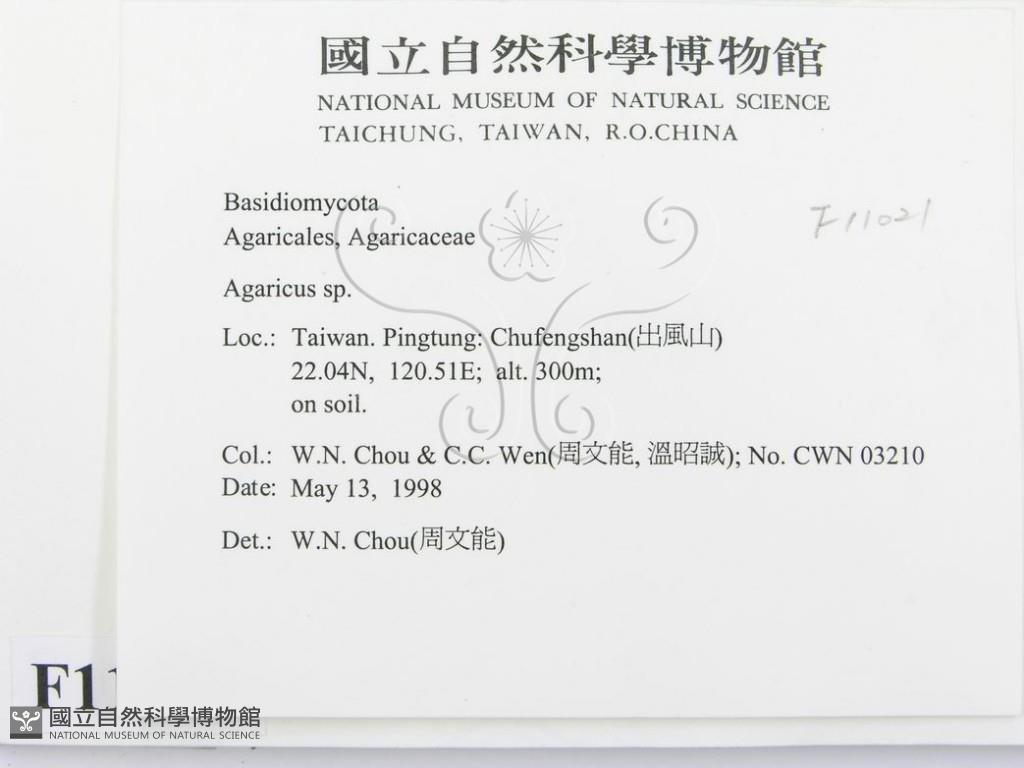 國立自然科學博物館
NATIONAL MUSEUM OF NATURAL SCIENCE
TAICHUNG, TAIWAN, R.O.CHINA
Basidiomycota
F11021
Agaricales, Agaricaceae
Agaricus sp.
Loc.: Taiwan. Pingtung: Chufengshan(出風山)
22.04N, 120.51E; alt. 300m;
on soil.
Col.: W.N. Chou & C.C. Wen(周文能, 溫昭誠); No. CWN 03210
Date: May 13, 1998
Det.: W.N. Chou(周文能)
F11
國立自然科學博物館
NATIONAL MUSEUM OF NATURAL SCIENCE